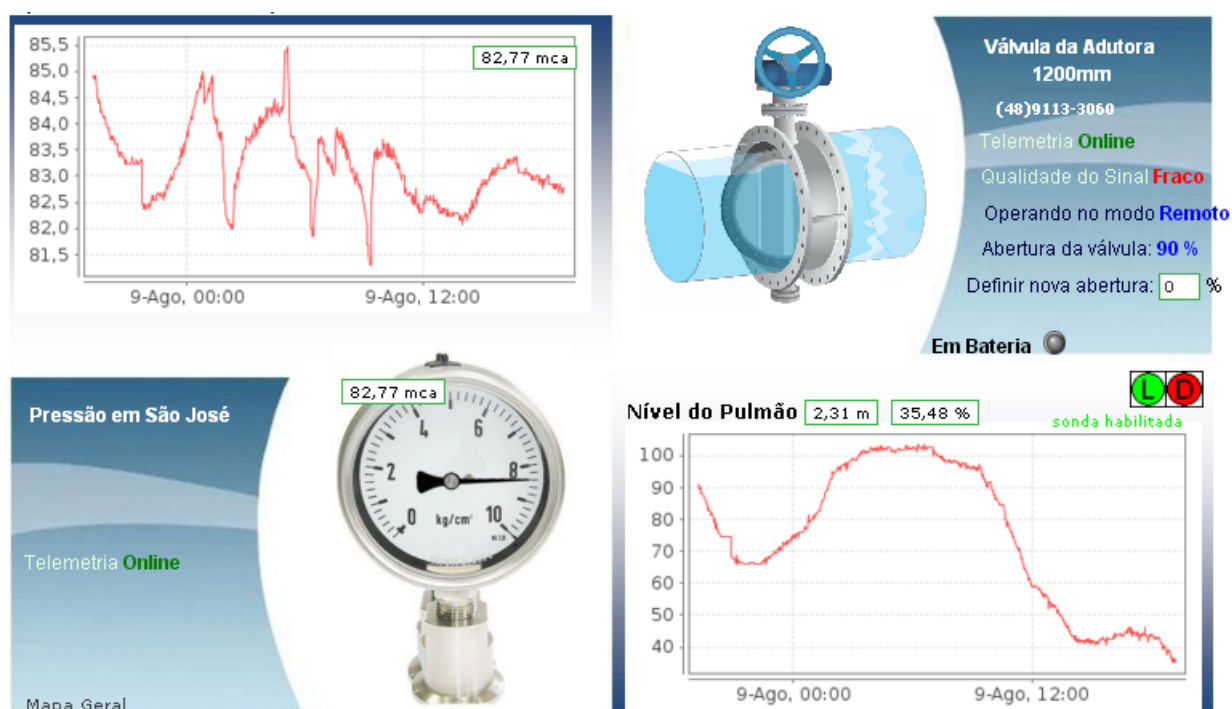 85,5
85,0
84,5
84,0
83,5
83,0
82,5
82,0
81,5
82,77 mca
9-Ago, 00:00
9-Ago, 12:00
Válvula da Adutora
1200mm
(48)9113-3060
Telemetria Online
Qualidade do Sinal Fraco
Operando no modo Remoto
Abertura da válvula: 90 %
Definir nova abertura: 0 %
Em Bateria
Pressão em São José
Telemetria Online
Mapa Geral
82,77 mca
0
2
4
6
8
10
kg/cm²
Nível do Pulmão 2,31 m 35,48 %
L D
sonda habilitada
100
90
80
70
60
50
40
9-Ago, 00:00
9-Ago, 12:00